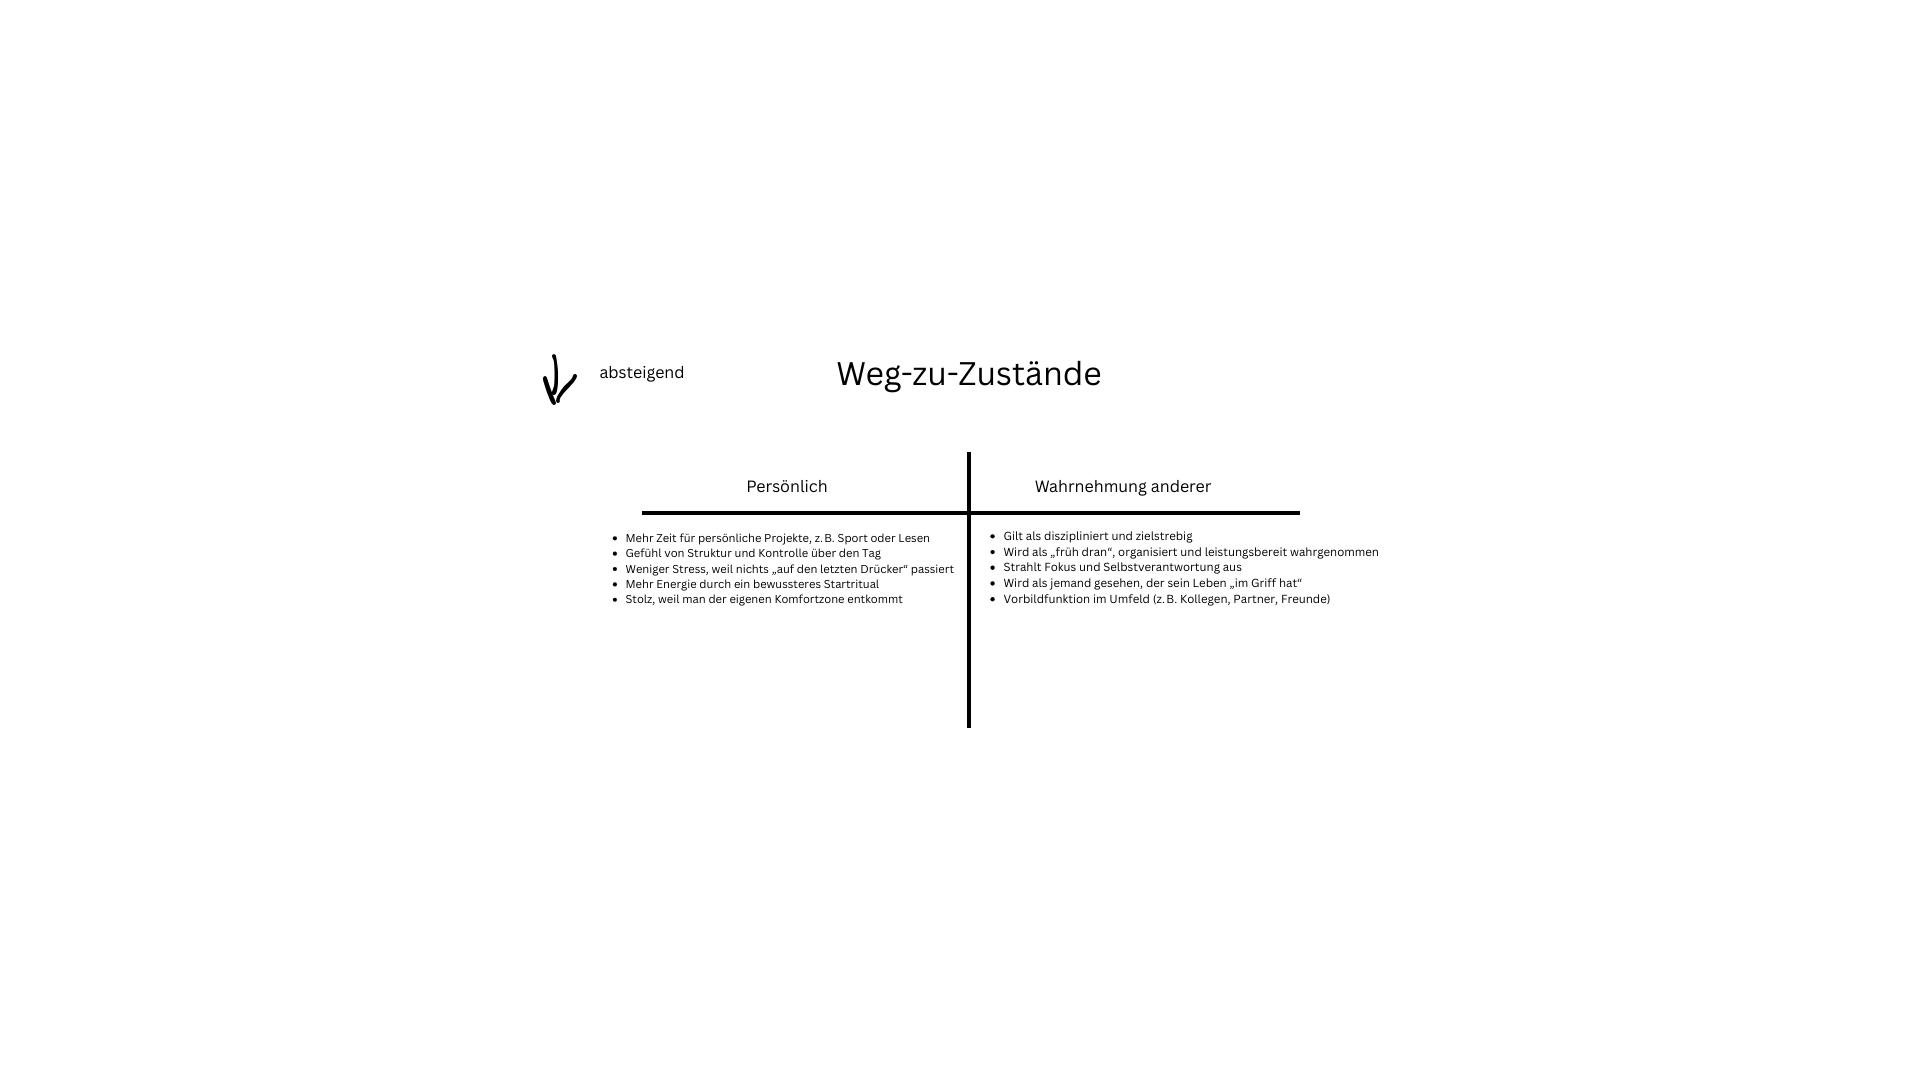 absteigend
Weg-zu-Zustände
Persönlich
Wahrnehmung anderer
• Mehr Zeit für persönliche Projekte, z. B. Sport oder Lesen
• Gefühl von Struktur und Kontrolle über den Tag
• Weniger Stress, weil nichts „auf den letzten Drücker“ passiert
• Mehr Energie durch ein bewussteres Startritual
• Stolz, weil man der eigenen Komfortzone entkommt
• Gilt als diszipliniert und zielstrebig
• Wird als „früh dran“, organisiert und leistungsbereit wahrgenommen
• Strahlt Fokus und Selbstverantwortung aus
• Wird als jemand gesehen, der sein Leben „im Griff hat“
• Vorbildfunktion im Umfeld (z. B. Kollegen, Partner, Freunde)